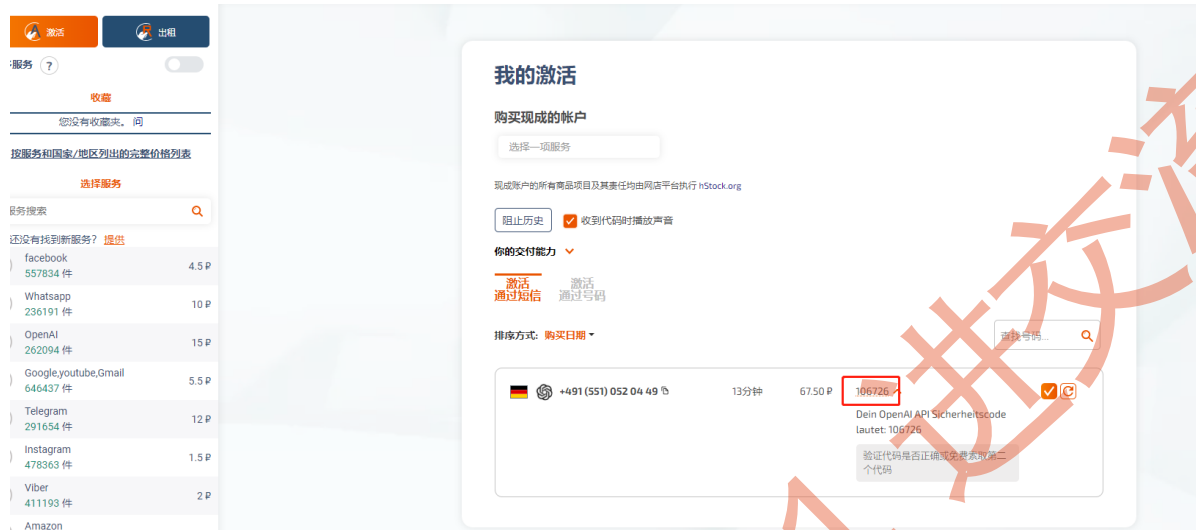 激活
出租
服务 ?
收藏
您没有收藏夹。 问
按服务和国家/地区列出的完整价格列表
选择服务
服务搜索
还没有找到新服务? 提供
facebook
557834 件
4.5 ₽
Whatsapp
236191 件
10 ₽
OpenAI
262094 件
15 ₽
Google,youtube,Gmail
646437 件
5.5 ₽
Telegram
291654 件
12 ₽
Instagram
478363 件
1.5 ₽
Viber
411193 件
2 ₽
Amazon
我的激活
购买现成的帐户
选择一项服务
现成账户的所有商品项目及其责任均由网店平台执行 hStock.org
阻止历史
收到代码时播放声音
你的交付能力
激活
通过短信
激活
通过号码
排序方式: 购买日期
查找号码...
+491 (551) 052 04 49
13分钟
67.50 ₽
106726
Dein OpenAI API Sicherheitscode
lautet: 106726
验证代码是否正确或免费索取第二
个代码
进交流